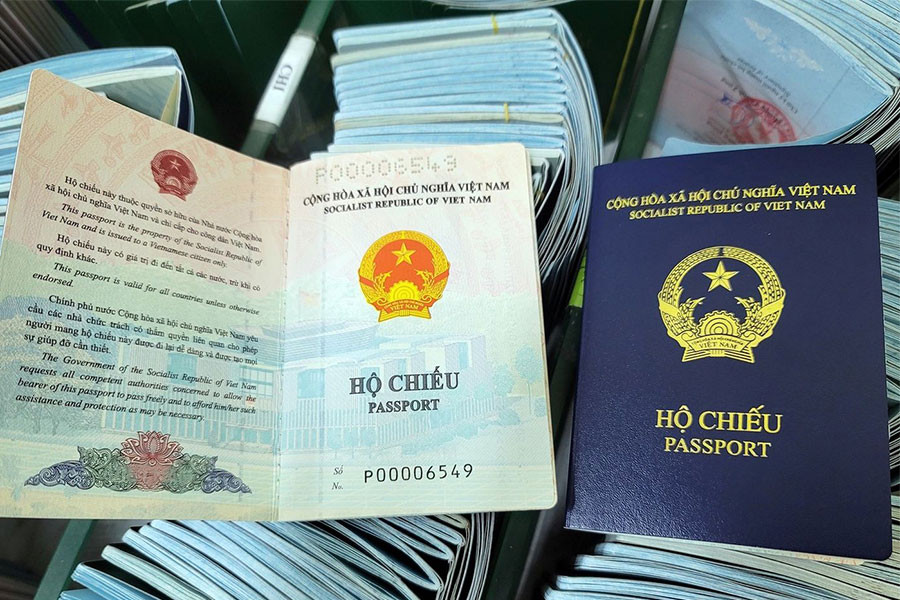 CHI
Hộ chiếu này thuộc quyền sở hữu của Nhà nước Cộng hòa
xã hội chủ nghĩa Việt Nam và chỉ cấp cho công dân Việt Nam.
This passport is the property of the Socialist Republic of
Viet Nam and is issued to a Vietnamese citizen only.
Hộ chiếu này có giá trị đi đến tất cả các nước, trừ khi có
quy định khác.
This passport is valid for all countries unless otherwise
endorsed.
Chính phủ nước Cộng hòa xã hội chủ nghĩa Việt Nam yêu
cầu các nhà chức trách có thẩm quyền liên quan cho phép
người mang hộ chiếu này được đi lại dễ dàng và được tạo mọi
sự giúp đỡ cần thiết.
The Government of the Socialist Republic of Viet Nam
requests all competent authorities concerned to allow the
bearer of this passport to pass freely and to afford him/her such
assistance and protection as may be necessary.
P00006549
CỘNG HÒA XÃ HỘI CHỦ NGHĨA VIỆT NAM
SOCIALIST REPUBLIC OF VIET NAM
VIỆT NAM
HỘ CHIẾU
PASSPORT
Số
No.
P00006549
CỘNG HÒA XÃ HỘI CHỦ NGHĨA VIỆT NAM
SOCIALIST REPUBLIC OF VIET NAM
VIỆT NAM
HỘ CHIẾU
PASSPORT